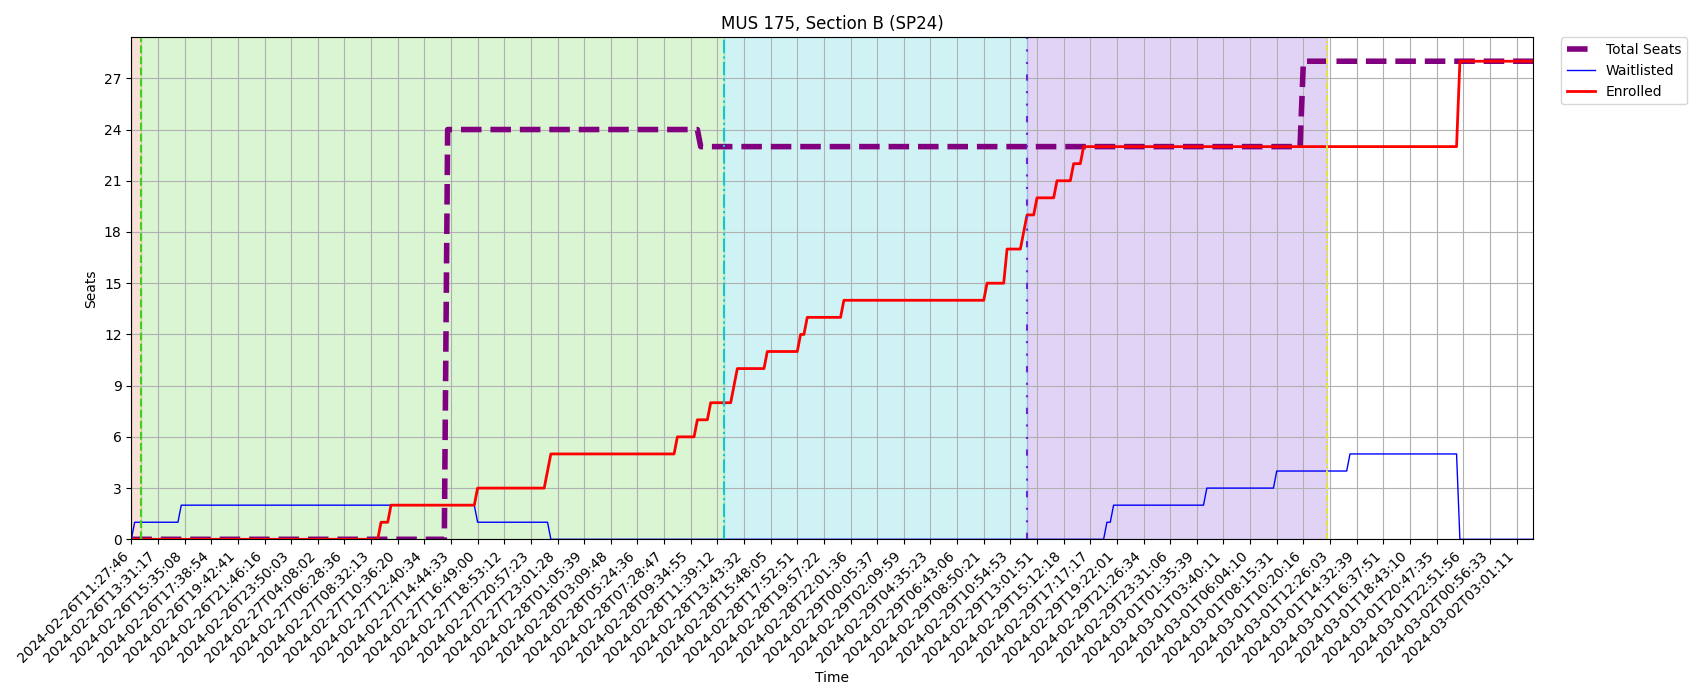 MUS 175, Section B (SP24)
Total Seats
Waitlisted
Enrolled
Seats
27
24
21
18
15
12
9
6
3
0
2024-02-26T11:27:46
2024-02-26T13:31:17
2024-02-26T15:35:08
2024-02-26T17:38:54
2024-02-26T19:42:41
2024-02-26T21:46:16
2024-02-26T23:50:03
2024-02-27T04:08:02
2024-02-27T06:28:36
2024-02-27T08:32:13
2024-02-27T10:36:20
2024-02-27T12:40:34
2024-02-27T14:44:33
2024-02-27T16:49:00
2024-02-27T18:53:12
2024-02-27T20:57:23
2024-02-27T23:01:28
2024-02-28T01:05:39
2024-02-28T03:09:48
2024-02-28T05:24:36
2024-02-28T07:28:47
2024-02-28T09:34:55
2024-02-28T11:39:12
2024-02-28T13:43:32
2024-02-28T15:48:05
2024-02-28T17:52:51
2024-02-28T19:57:22
2024-02-28T22:01:36
2024-02-29T00:05:37
2024-02-29T02:09:59
2024-02-29T04:35:23
2024-02-29T06:43:06
2024-02-29T08:50:21
2024-02-29T10:54:53
2024-02-29T13:01:51
2024-02-29T15:12:18
2024-02-29T17:17:17
2024-02-29T19:22:01
2024-02-29T21:26:34
2024-02-29T23:31:06
2024-03-01T01:35:39
2024-03-01T03:40:11
2024-03-01T06:04:10
2024-03-01T08:15:31
2024-03-01T10:20:16
2024-03-01T12:26:03
2024-03-01T14:32:39
2024-03-01T16:37:51
2024-03-01T18:43:10
2024-03-01T20:47:35
2024-03-01T22:51:56
2024-03-02T00:56:33
2024-03-02T03:01:11
Time